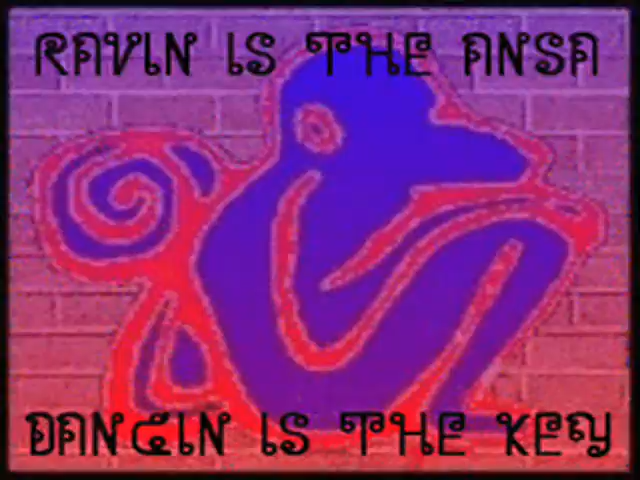 RAVIN IS THE ANSA
DANCIN IS THE KEY